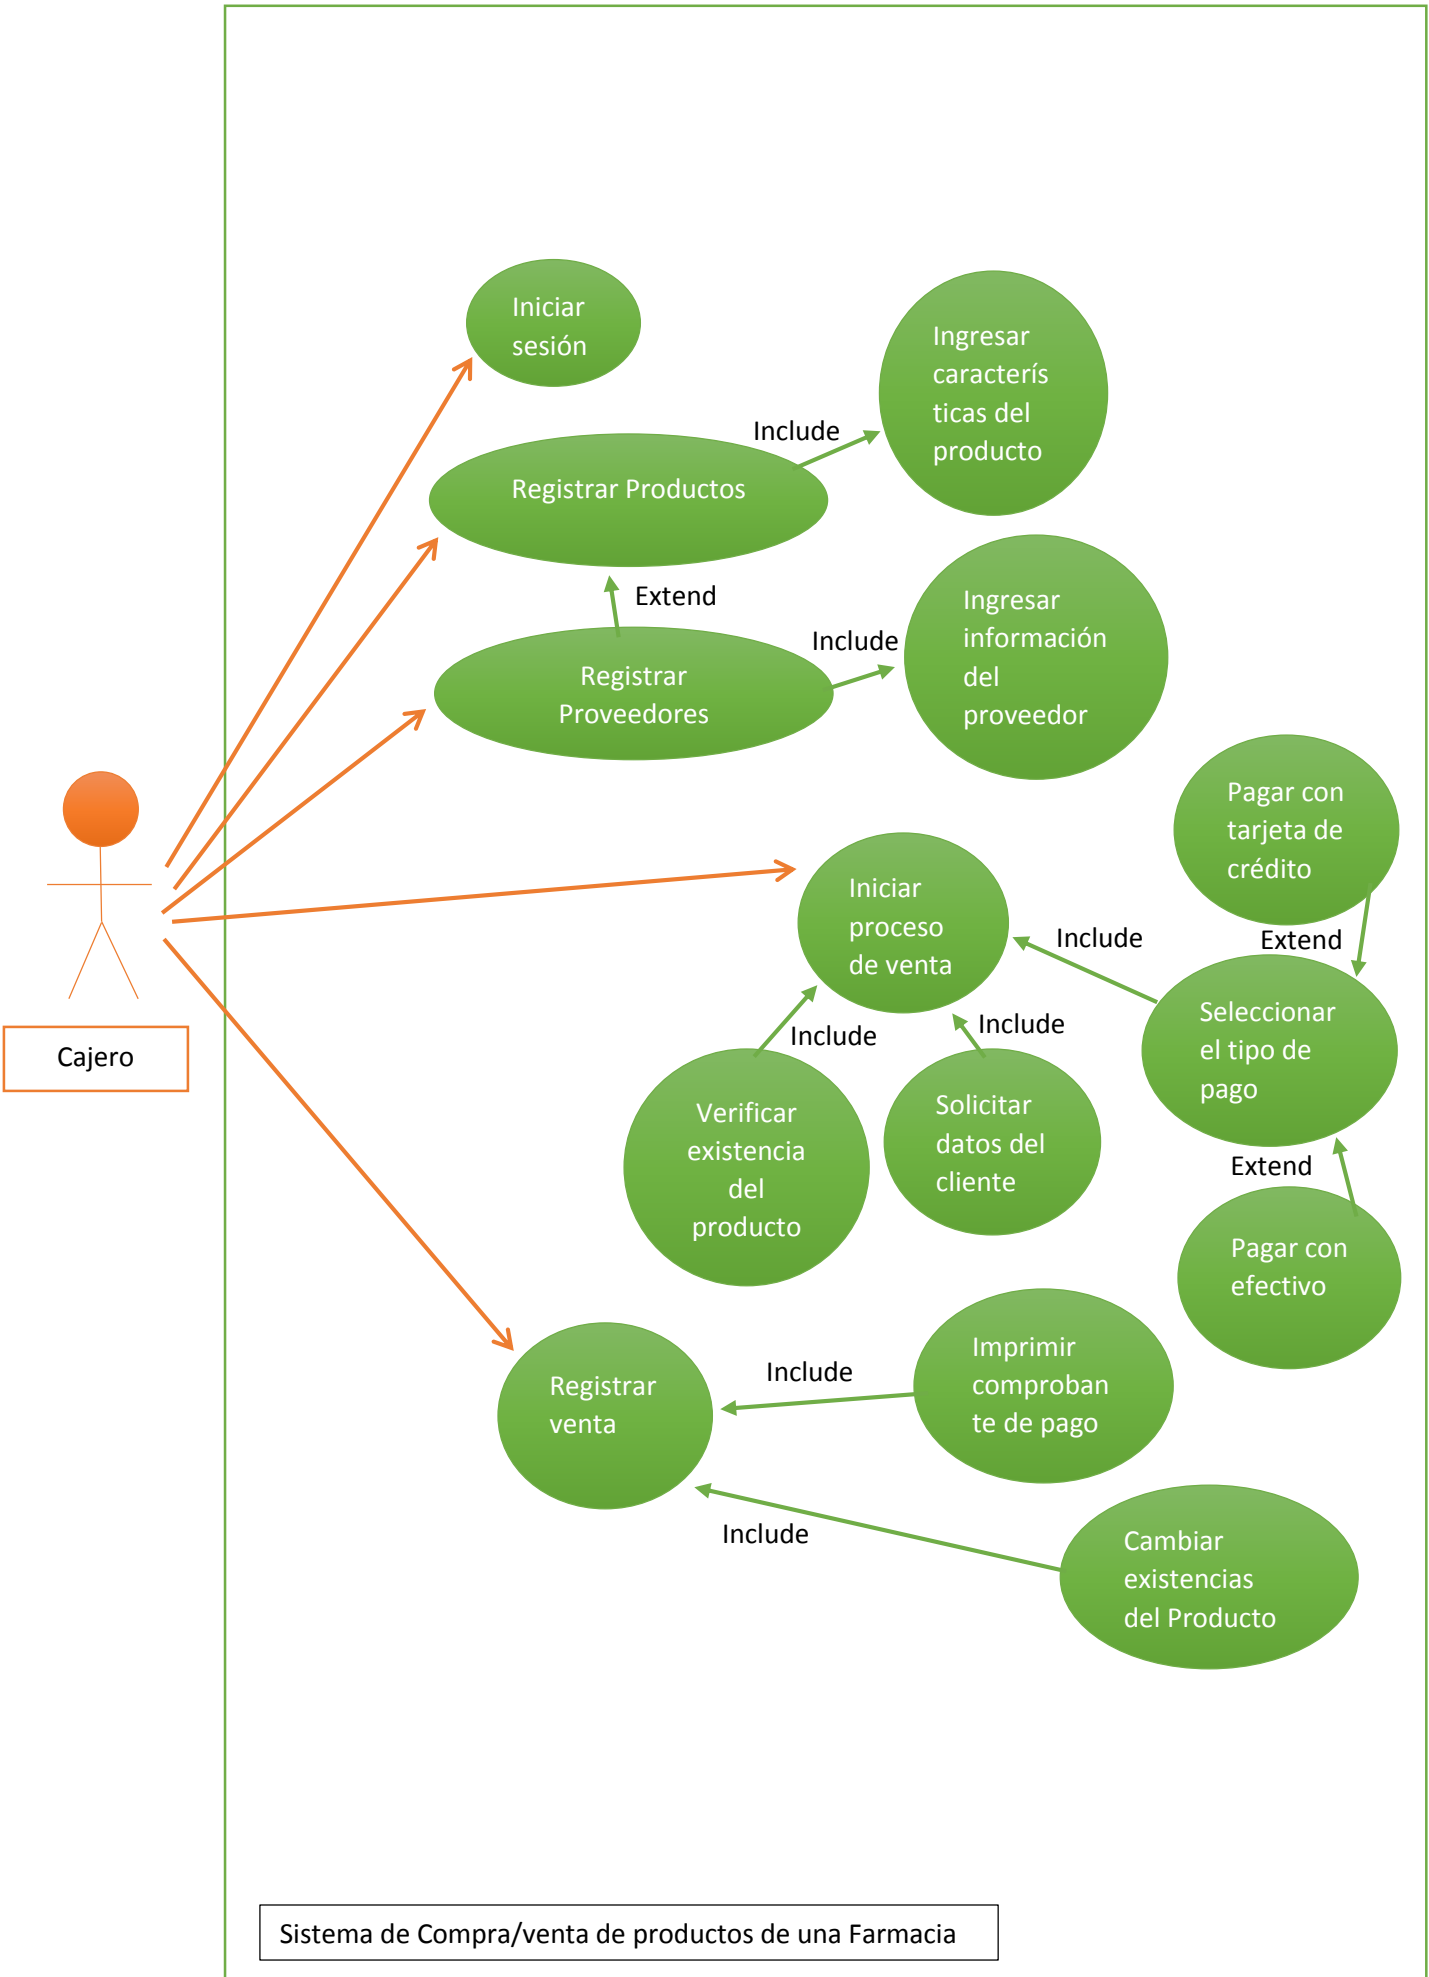 Iniciar
sesión
Ingresar
caracterís
ticas del
producto
Include
Registrar Productos
Extend
Ingresar
información
del
proveedor
Include
Registrar
Proveedores
Pagar con
tarjeta de
crédito
Iniciar
proceso
de venta
Include
Extend
Seleccionar
el tipo de
pago
Include
Include
Cajero
Verificar
existencia
del
producto
Solicitar
datos del
cliente
Extend
Pagar con
efectivo
Imprimir
comproban
te de pago
Include
Registrar
venta
Include
Cambiar
existencias
del Producto
Sistema de Compra/venta de productos de una Farmacia